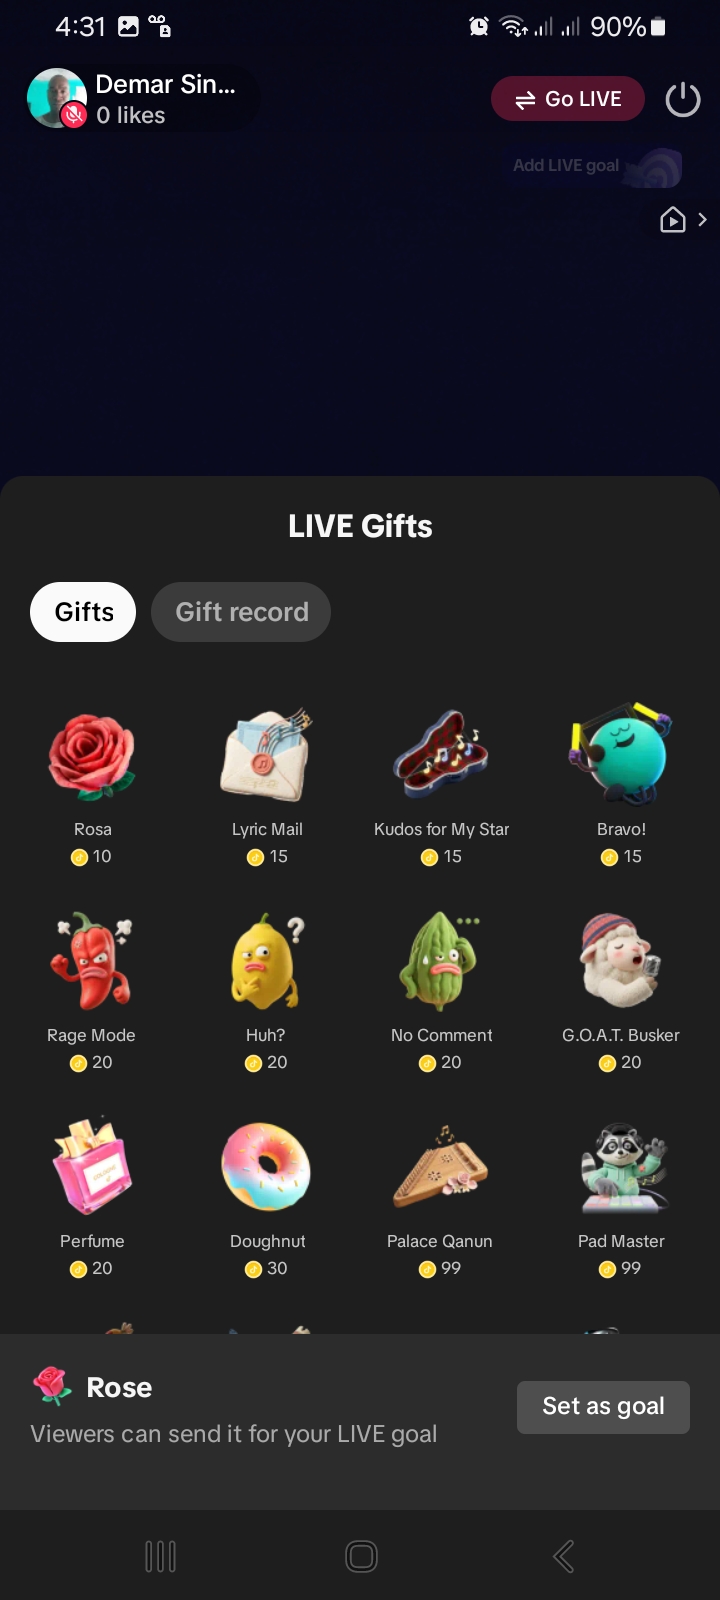 4:31
90%
Demar Sin...
0 likes
Go LIVE
Add LIVE goal
LIVE Gifts
Gifts
Gift record
Rosa
Lyric Mail
Kudos for My Star
Bravo!
10
15
15
15
Rage Mode
Huh?
No Comment
G.O.A.T. Busker
20
20
20
20
Perfume
Doughnut
Palace Qanun
Pad Master
20
30
99
99
Rose
Set as goal
Viewers can send it for your LIVE goal